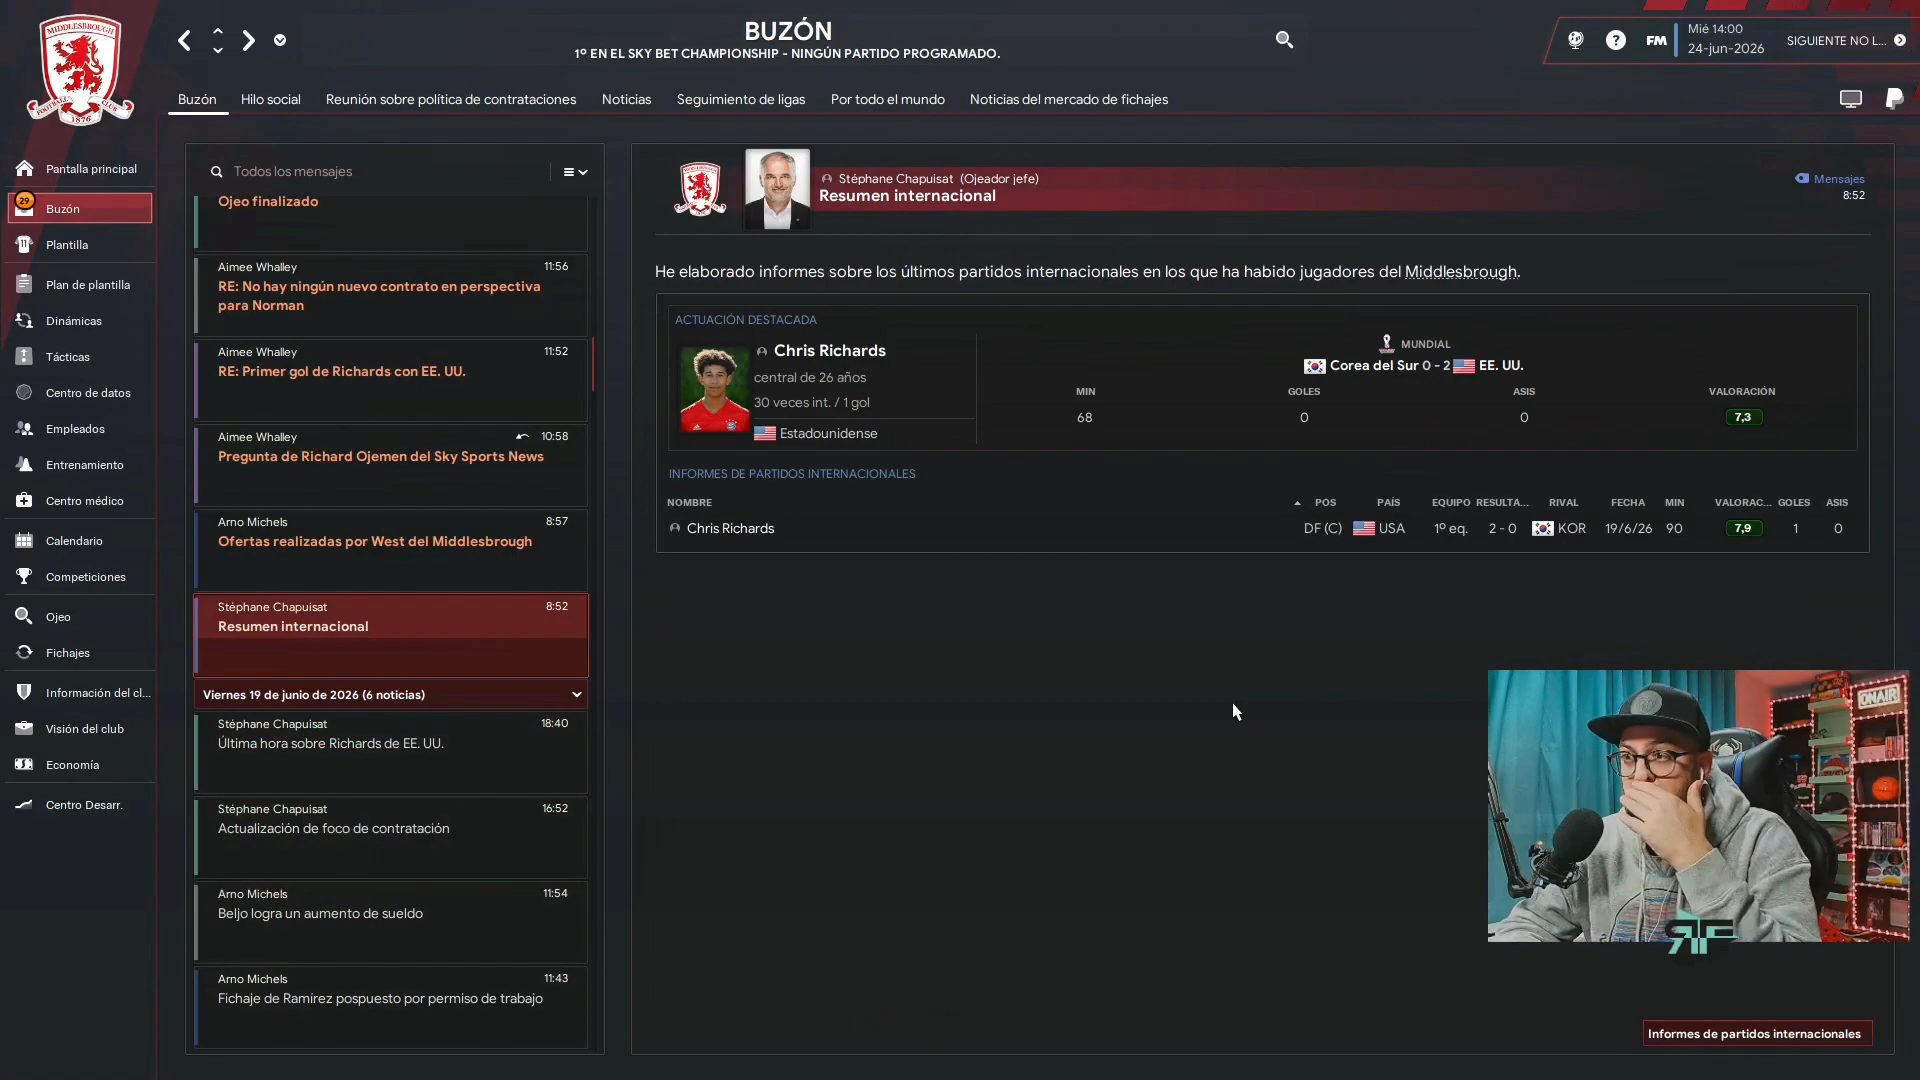 MIDDLESBROUGH
FOOTBALL CLUB
1876
BUZÓN
1º EN EL SKY BET CHAMPIONSHIP - NINGÚN PARTIDO PROGRAMADO.
?
FM
Mié 14:00
24-jun-2026
SIGUIENTE NO L...
Buzón
Hilo social
Reunión sobre política de contrataciones
Noticias
Seguimiento de ligas
Por todo el mundo
Noticias del mercado de fichajes
Pantalla principal
29
Buzón
11
Plantilla
Plan de plantilla
Dinámicas
Tácticas
Centro de datos
Empleados
Entrenamiento
Centro médico
Calendario
Competiciones
Ojeo
Fichajes
Información del cl...
Visión del club
Economía
Centro Desarr.
Todos los mensajes
Ojeo finalizado
Aimee Whalley 11:56
RE: No hay ningún nuevo contrato en perspectiva
para Norman
Aimee Whalley 11:52
RE: Primer gol de Richards con EE. UU.
Aimee Whalley 10:58
Pregunta de Richard Ojemen del Sky Sports News
Arno Michels 8:57
Ofertas realizadas por West del Middlesbrough
Stéphane Chapuisat 8:52
Resumen internacional
Viernes 19 de junio de 2026 (6 noticias)
Stéphane Chapuisat 18:40
Última hora sobre Richards de EE. UU.
Stéphane Chapuisat 16:52
Actualización de foco de contratación
Arno Michels 11:54
Beljo logra un aumento de sueldo
Arno Michels 11:43
Fichaje de Ramírez pospuesto por permiso de trabajo
Stéphane Chapuisat (Ojeador jefe)
Resumen internacional
Mensajes
8:52
He elaborado informes sobre los últimos partidos internacionales en los que ha habido jugadores del Middlesbrough.
ACTUACIÓN DESTACADA
Chris Richards
central de 26 años
30 veces int. / 1 gol
Estadounidense
MUNDIAL
Corea del Sur 0 - 2 EE. UU.
MIN GOLES ASIS VALORACIÓN
68 0 0 7,3
INFORMES DE PARTIDOS INTERNACIONALES
NOMBRE POS PAÍS EQUIPO RESULTA... RIVAL FECHA MIN VALORAC... GOLES ASIS
Chris Richards DF (C) USA 1º eq. 2 - 0 KOR 19/6/26 90 7,9 1 0
ON AIR
Informes de partidos internacionales